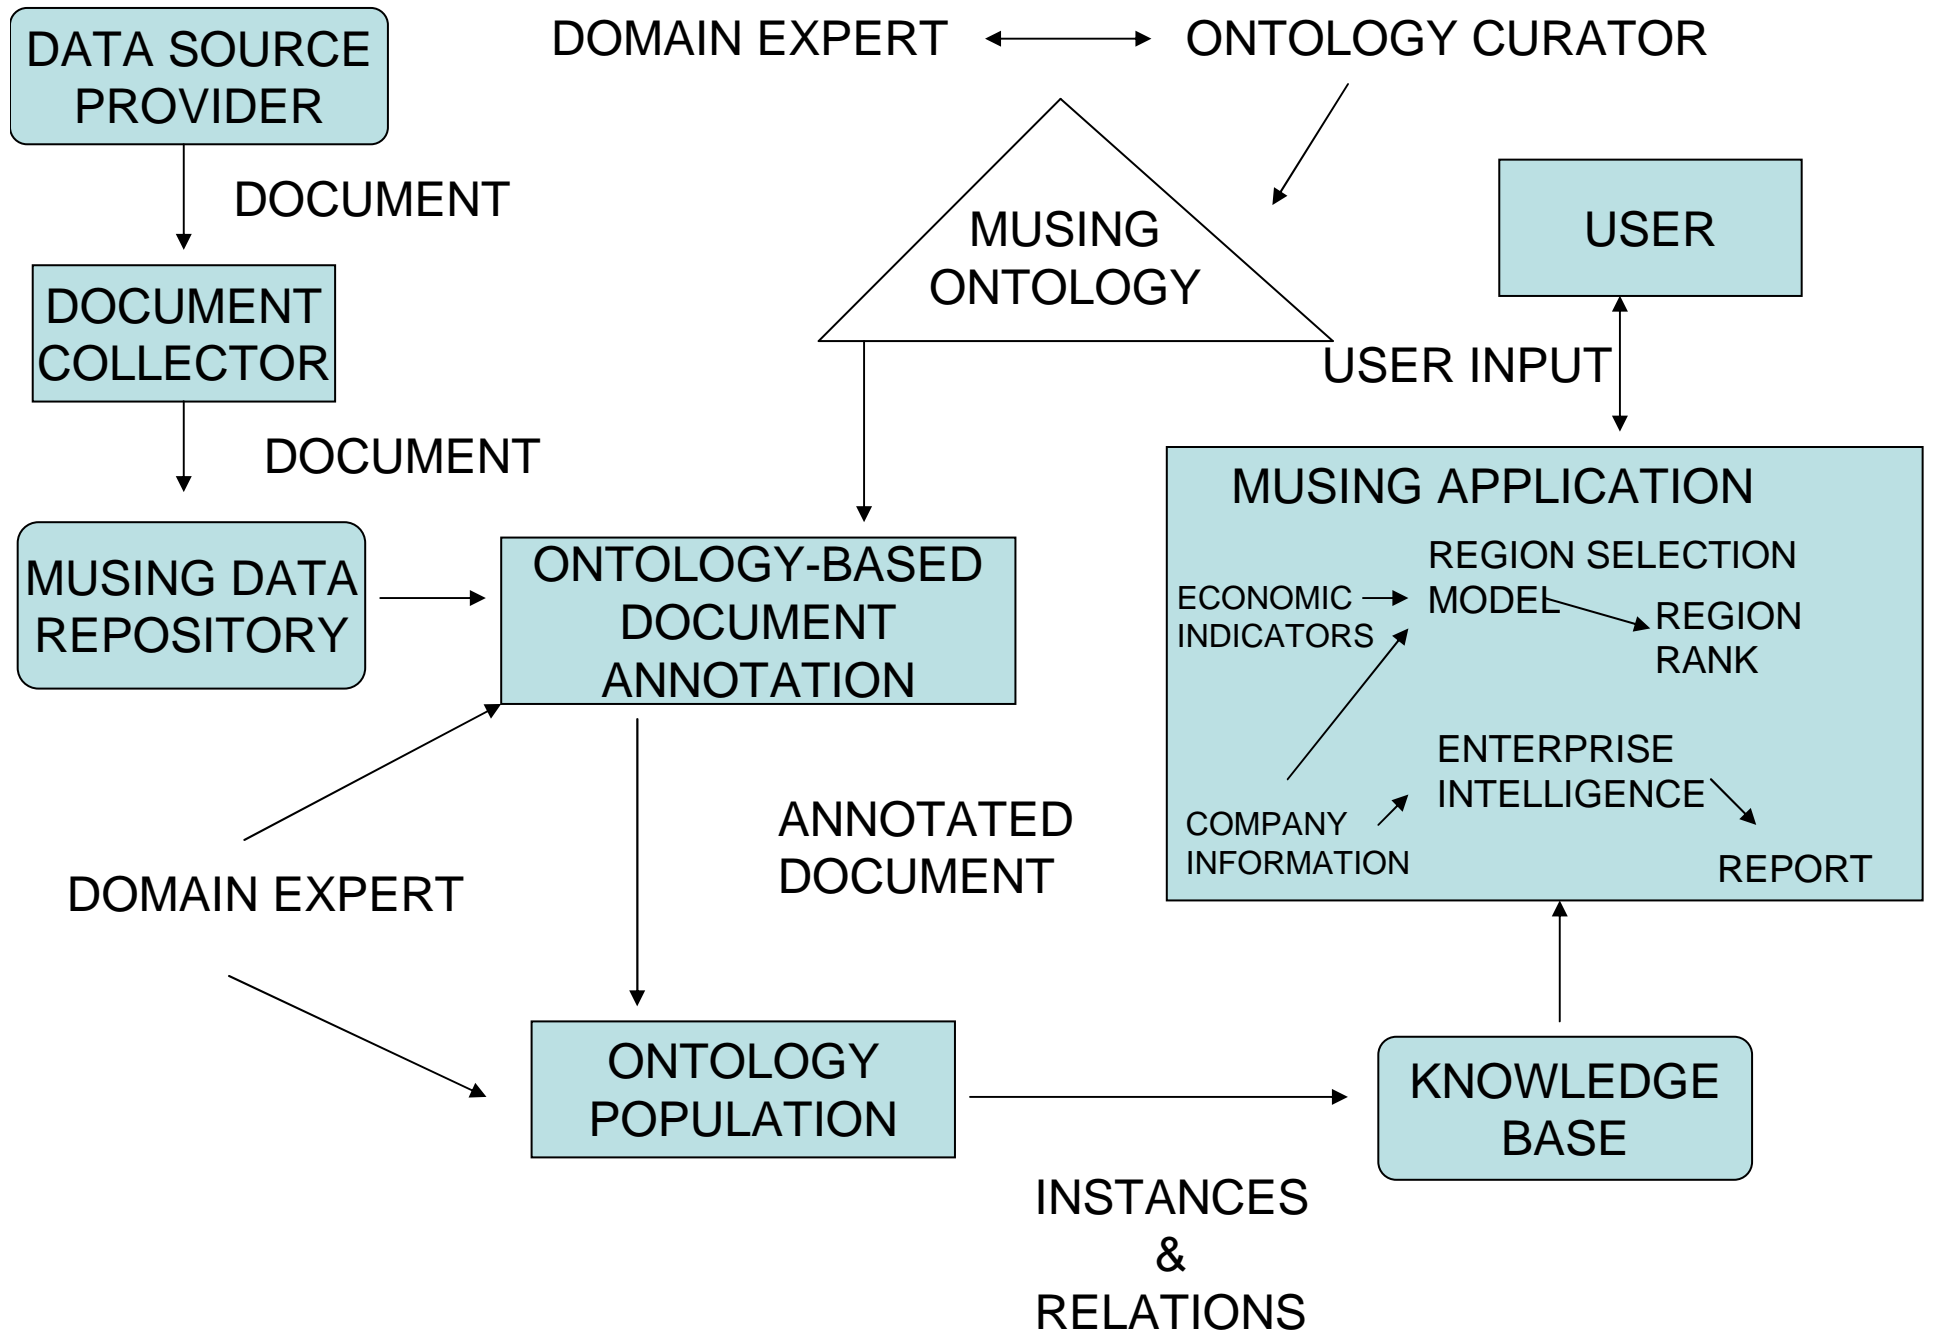 DATA SOURCE
PROVIDER
DOMAIN EXPERT
ONTOLOGY CURATOR
DOCUMENT
MUSING
ONTOLOGY
USER
DOCUMENT
COLLECTOR
USER INPUT
DOCUMENT
MUSING DATA
REPOSITORY
ONTOLOGY-BASED
DOCUMENT
ANNOTATION
MUSING APPLICATION
REGION SELECTION
MODEL
ECONOMIC
INDICATORS
REGION
RANK
ENTERPRISE
INTELLIGENCE
COMPANY
INFORMATION
REPORT
ANNOTATED
DOCUMENT
DOMAIN EXPERT
ONTOLOGY
POPULATION
KNOWLEDGE
BASE
INSTANCES
&
RELATIONS